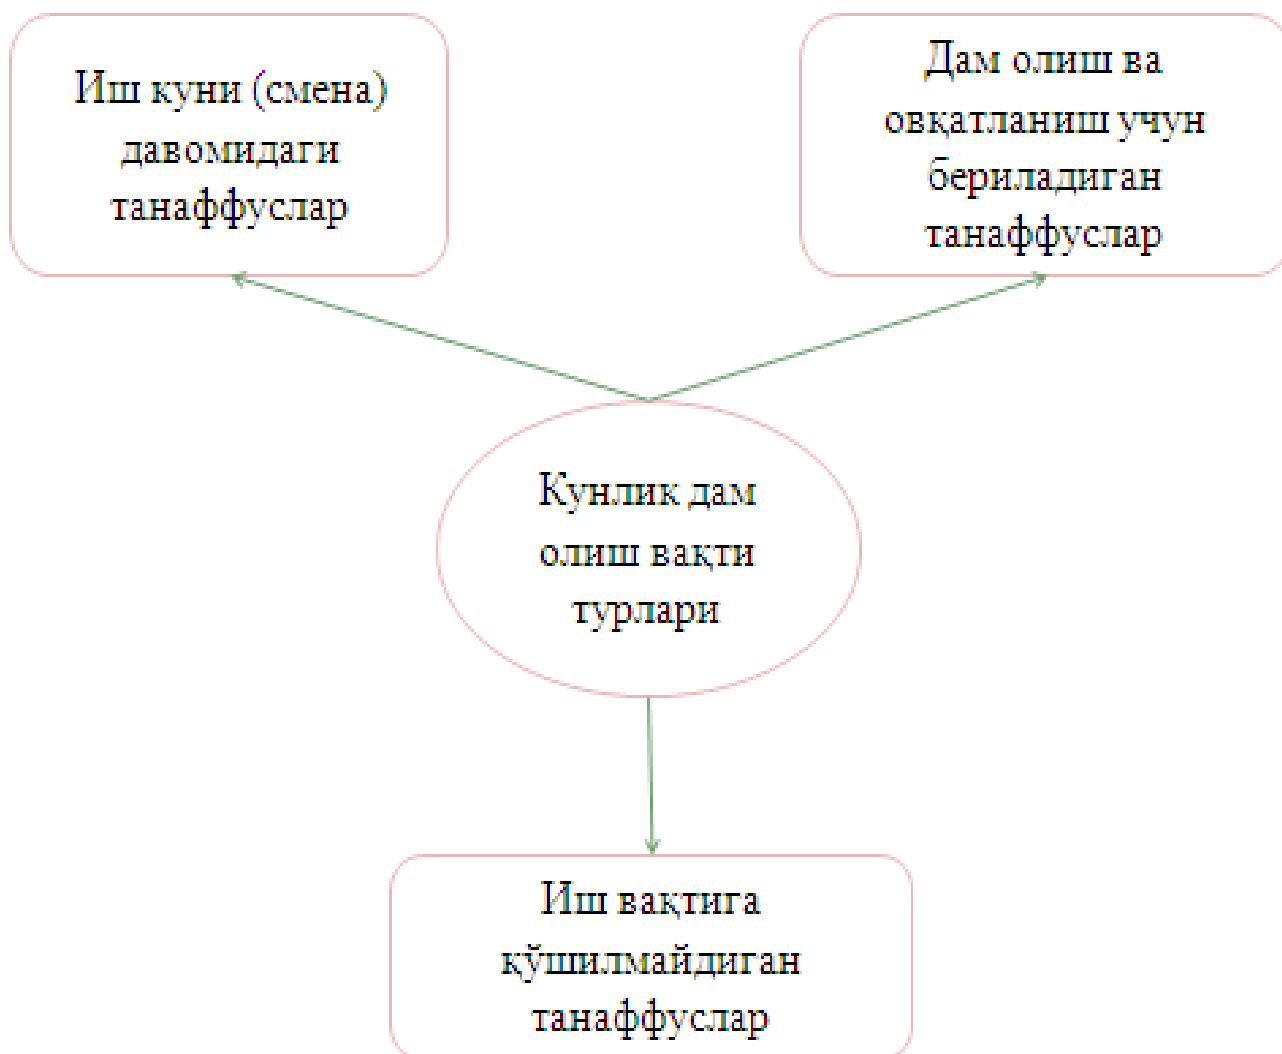 Иш куни (смена)
давомидаги
танаффуслар
Дам олиш ва
овқатланиш учун
бериладиган
танаффуслар
Кунлик дам
олиш вақти
турлари
Иш вақтига
қўшилмайдиган
танаффуслар